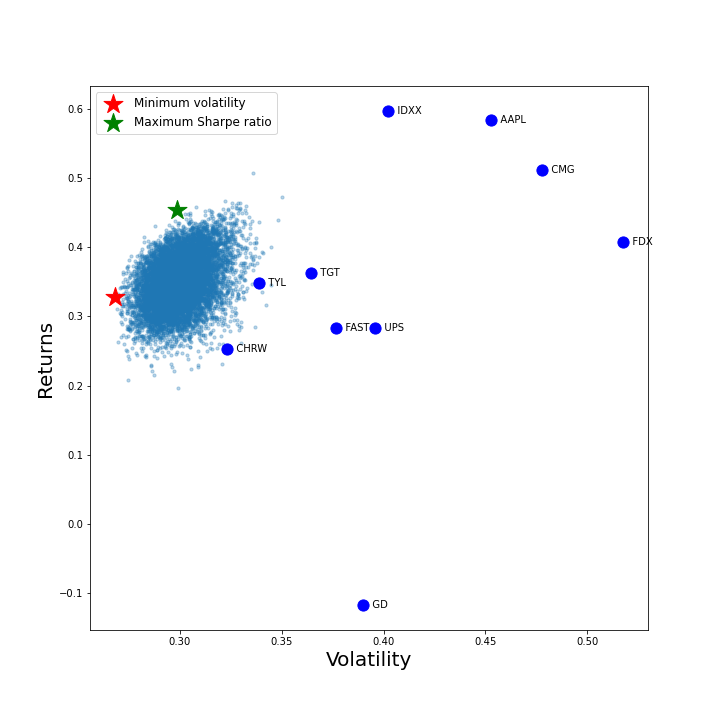 Minimum volatility
Maximum Sharpe ratio
0.6
0.5
0.4
0.3
0.2
0.1
0.0
−0.1
IDXX
AAPL
CMG
FDX
TGT
TYL
FAST
UPS
CHRW
GD
Returns
0.30
0.35
0.40
0.45
0.50
Volatility